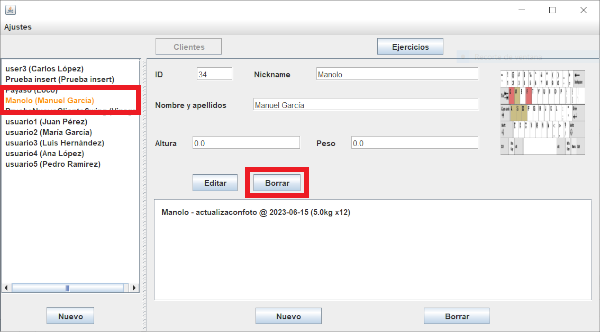 Ajustes
Clientes
Ejercicios
user3 (Carlos López)
Prueba insert (Prueba insert)
Payaso (Loco)
Manolo (Manuel García)
usuario1 (Juan Pérez)
usuario2 (María García)
usuario3 (Luis Hernández)
usuario4 (Ana López)
usuario5 (Pedro Ramírez)
ID
34
Nickname
Manolo
Nombre y apellidos
Manuel García
Altura
0.0
Peso
0.0
Editar
Borrar
Manolo - actualizaconfoto @ 2023-06-15 (5.0kg x12)
Nuevo
Nuevo
Borrar